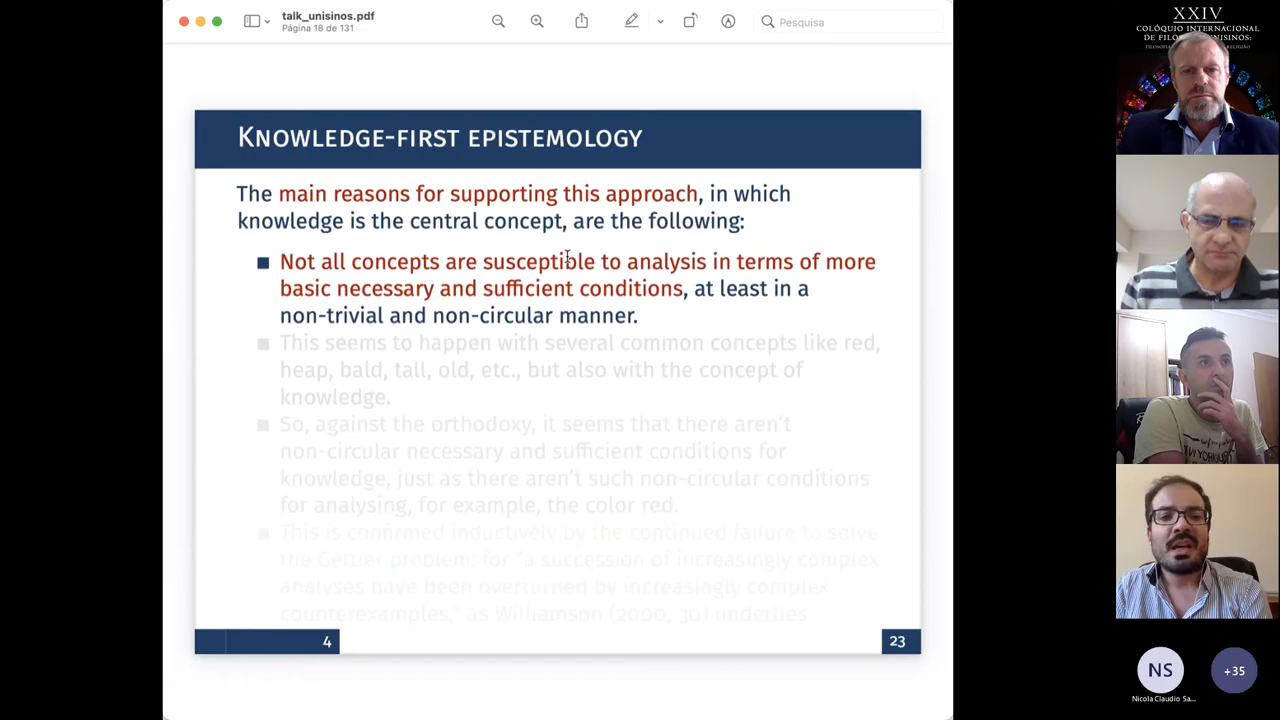 talk_unisinos.pdf
Página 18 de 131
Pesquisa
XXIV
COLÓQUIO INTERNACIONAL
DE FILOSOFIA UNISINOS:
KNOWLEDGE-FIRST EPISTEMOLOGY
The main reasons for supporting this approach, in which
knowledge is the central concept, are the following:
Not all concepts are susceptible to analysis in terms of more
basic necessary and sufficient conditions, at least in a
non-trivial and non-circular manner.
This seems to happen with several common concepts like red,
heap, bald, tall, old, etc., but also with the concept of
knowledge.
So, against the orthodoxy, it seems that there aren't
non-circular necessary and sufficient conditions for
knowledge, just as there aren't such non-circular conditions
for analysing, for example, the color red.
This is confirmed inductively by the continued failure to solve
the Gettier problem: for "a succession of increasingly complex
analyses have been overturned by increasingly complex
counterexamples," as Williamson (2000, 30) underlies
4
23
NS
+35
Nicola Claudio Sa...